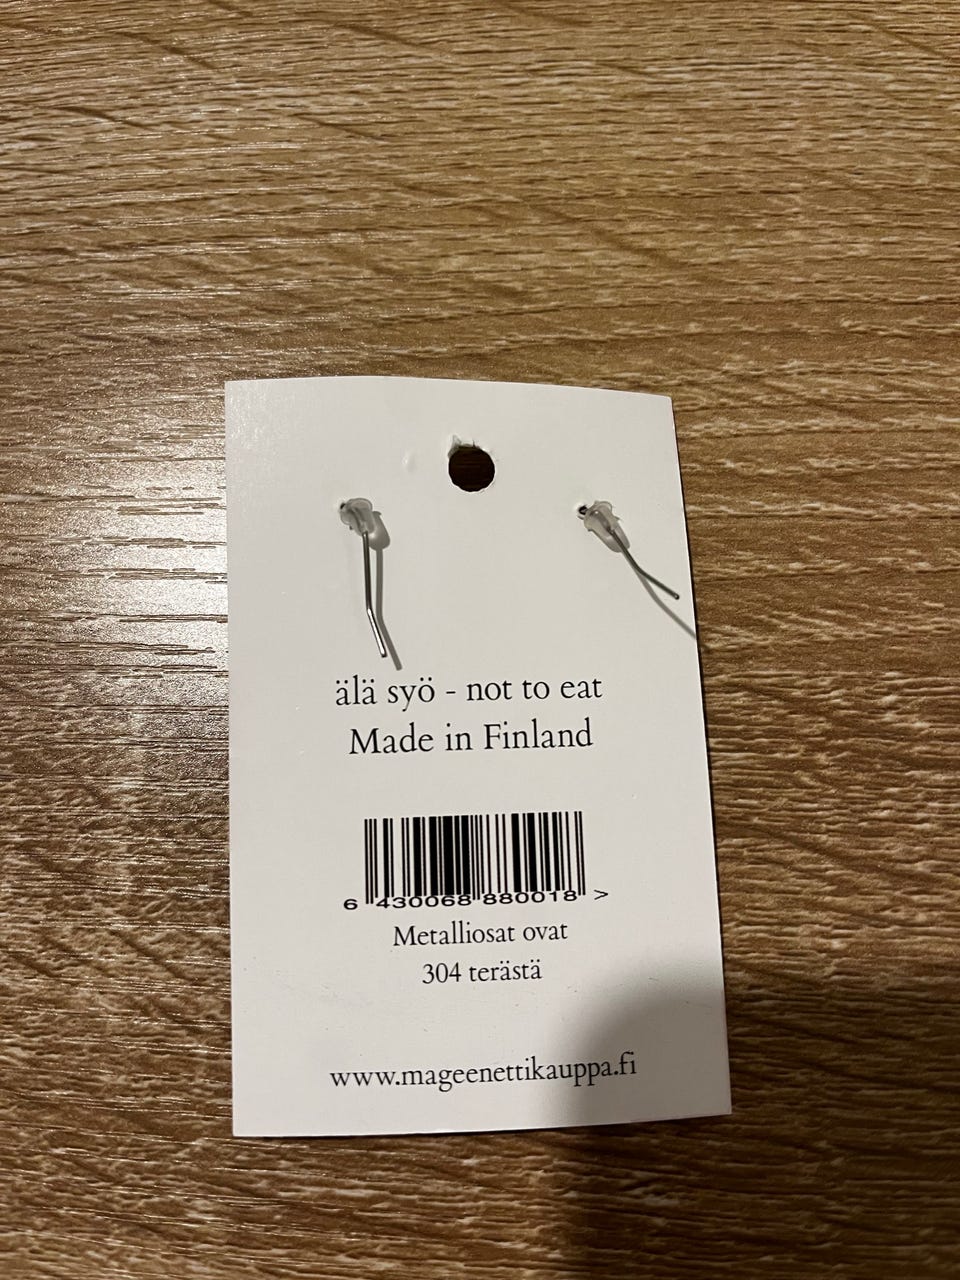 älä syö - not to eat
Made in Finland
6 430068 880018 >
Metalliosat ovat
304 terästä
www.mageenettikauppa.fi